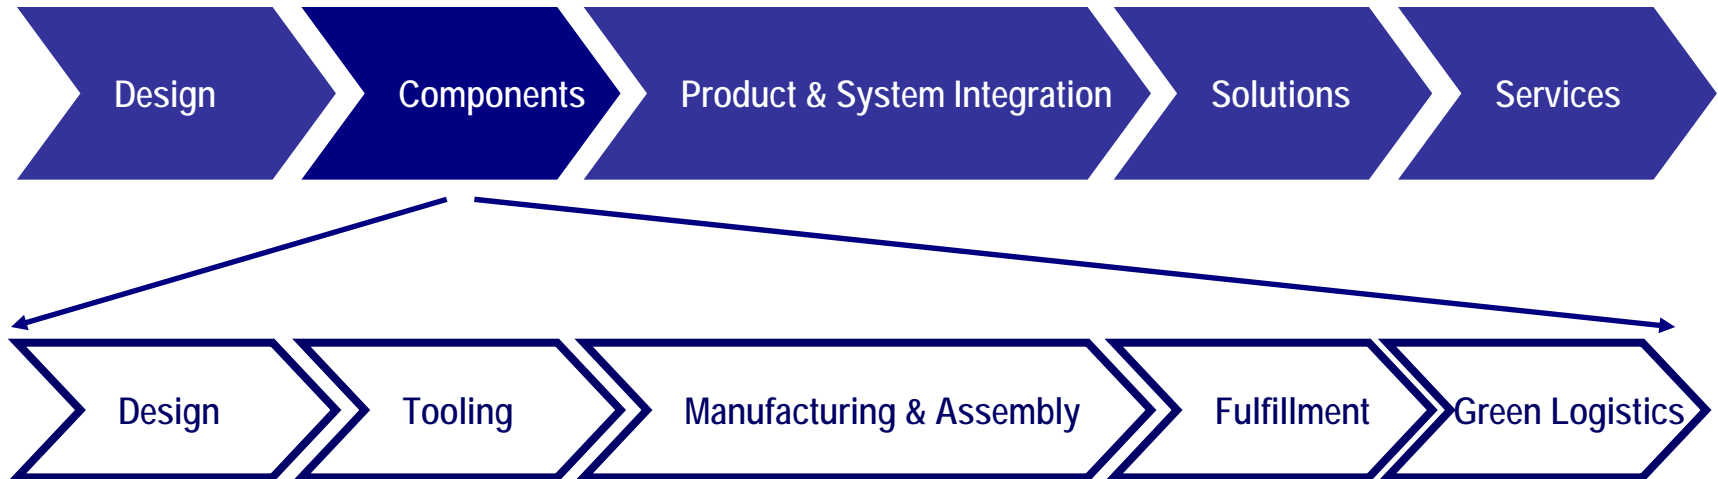 Design
Components
Product & System Integration
Solutions
Services
Design
Tooling
Manufacturing & Assembly
Fulfillment
Green Logistics